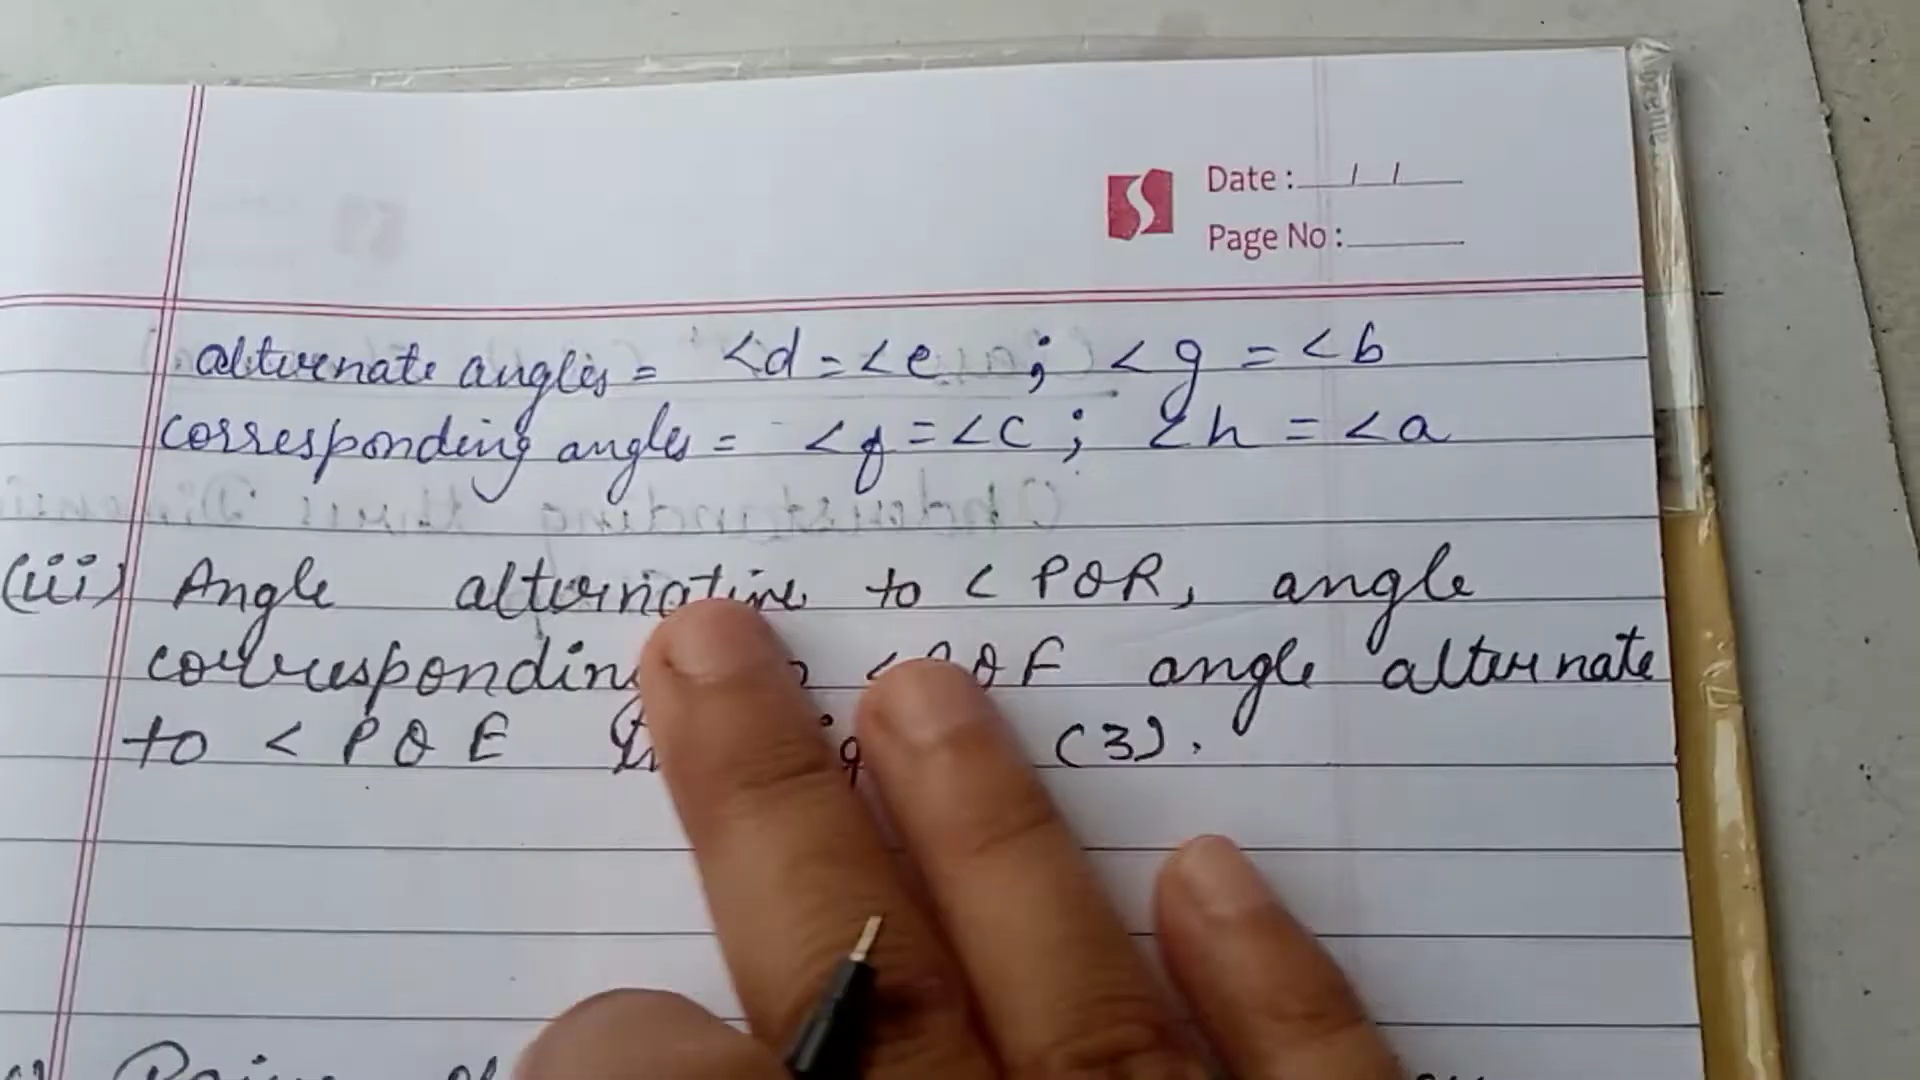 Date : / /
Page No :
alternate angles = <d = <e ; <g = <b
corresponding angles = <f = <c ; <h = <a
(iii) Angle alternative to < PQR, angle
corresponding QF angle alternate
to < PQE (3).